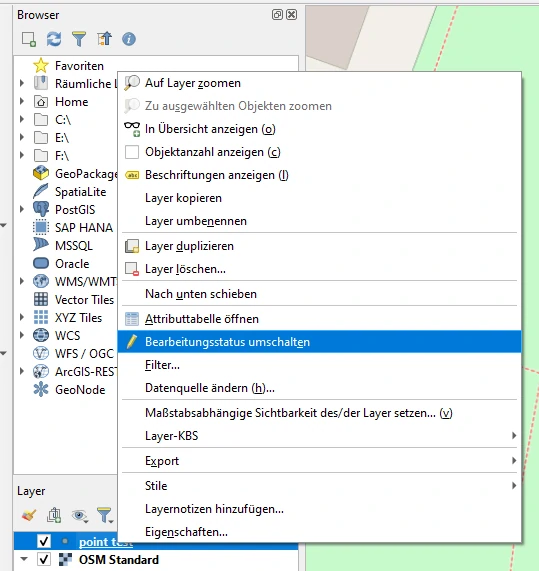 Browser
Favoriten
Räumliche L
Home
C:\
E:\
F:\
GeoPackage
SpatiaLite
PostGIS
SAP HANA
MSSQL
Oracle
WMS/WMT
Vector Tiles
XYZ Tiles
WCS
WFS / OGC
ArcGIS-REST
GeoNode
Auf Layer zoomen
Zu ausgewählten Objekten zoomen
In Übersicht anzeigen (o)
Objektanzahl anzeigen (c)
abc Beschriftungen anzeigen (l)
Layer kopieren
Layer umbenennen
Layer duplizieren
Layer löschen...
Nach unten schieben
Attributtabelle öffnen
Bearbeitungsstatus umschalten
Filter...
Datenquelle ändern (h)...
Maßstabsabhängige Sichtbarkeit des/der Layer setzen... (v)
Layer-KBS
Export
Stile
Layernotizen hinzufügen...
Eigenschaften...
Layer
point test
OSM Standard